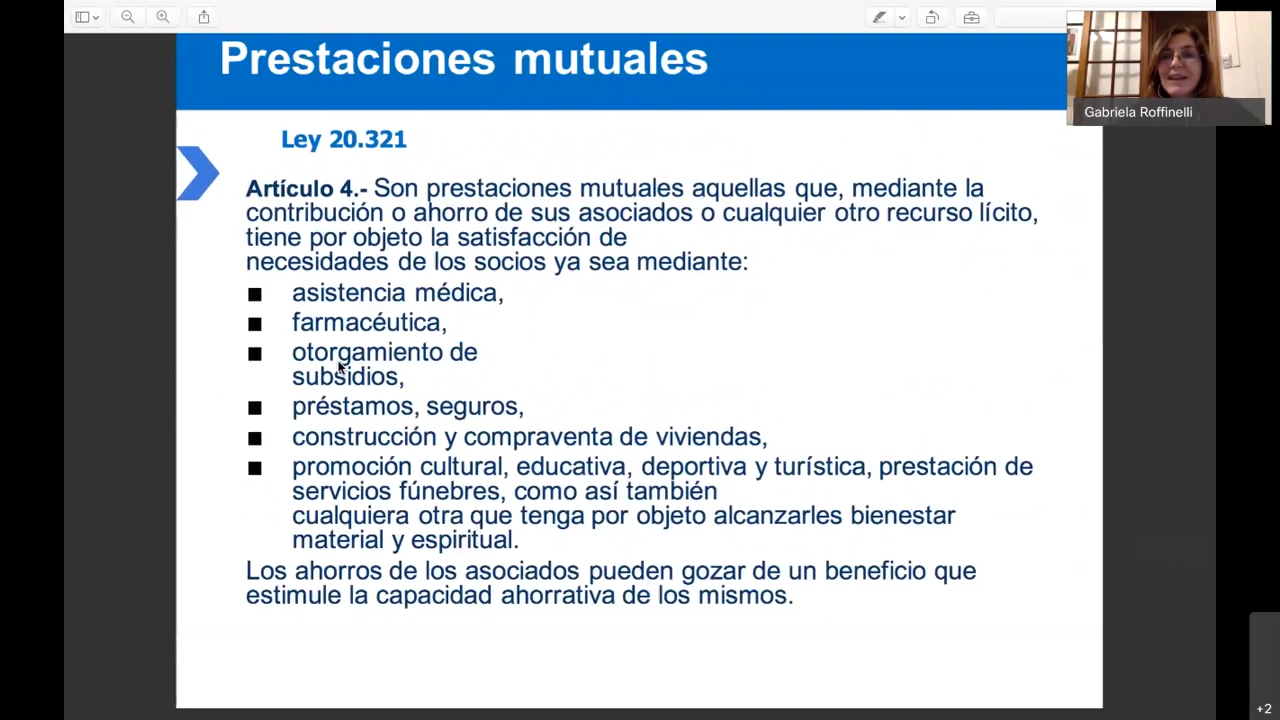 Prestaciones mutuales
Gabriela Roffinelli
Ley 20.321
Artículo 4.- Son prestaciones mutuales aquellas que, mediante la
contribución o ahorro de sus asociados o cualquier otro recurso lícito,
tiene por objeto la satisfacción de
necesidades de los socios ya sea mediante:
■ asistencia médica,
■ farmacéutica,
■ otorgamiento de
subsidios,
■ préstamos, seguros,
■ construcción y compraventa de viviendas,
■ promoción cultural, educativa, deportiva y turística, prestación de
servicios fúnebres, como así también
cualquiera otra que tenga por objeto alcanzarles bienestar
material y espiritual.
Los ahorros de los asociados pueden gozar de un beneficio que
estimule la capacidad ahorrativa de los mismos.
+2